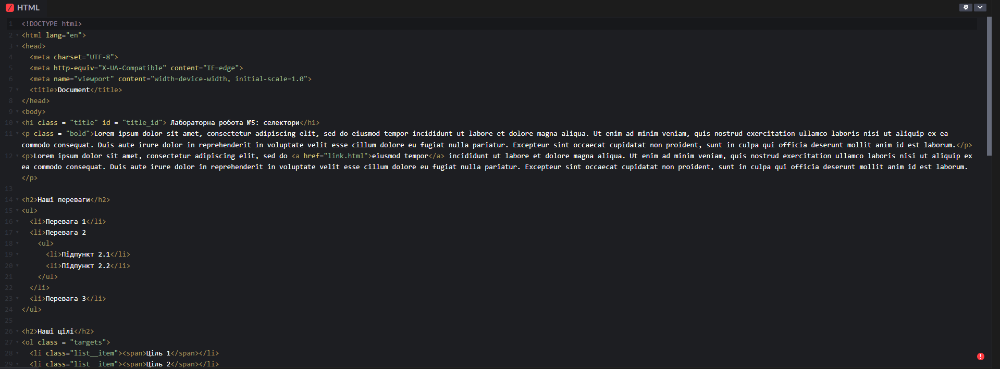 HTML
1 <!DOCTYPE html>
2 <html lang="en">
3 <head>
4 <meta charset="UTF-8">
5 <meta http-equiv="X-UA-Compatible" content="IE=edge">
6 <meta name="viewport" content="width=device-width, initial-scale=1.0">
7 <title>Document</title>
8 </head>
9 <body>
10 <h1 class = "title" id = "title_id"> Лабораторна робота №5: селектори</h1>
11 <p class = "bold">Lorem ipsum dolor sit amet, consectetur adipiscing elit, sed do eiusmod tempor incididunt ut labore et dolore magna aliqua. Ut enim ad minim veniam, quis nostrud exercitation ullamco laboris nisi ut aliquip ex ea
commodo consequat. Duis aute irure dolor in reprehenderit in voluptate velit esse cillum dolore eu fugiat nulla pariatur. Excepteur sint occaecat cupidatat non proident, sunt in culpa qui officia deserunt mollit anim id est laborum.</p>
12 <p>Lorem ipsum dolor sit amet, consectetur adipiscing elit, sed do <a href="link.html">eiusmod tempor</a> incididunt ut labore et dolore magna aliqua. Ut enim ad minim veniam, quis nostrud exercitation ullamco laboris nisi ut aliquip ex
ea commodo consequat. Duis aute irure dolor in reprehenderit in voluptate velit esse cillum dolore eu fugiat nulla pariatur. Excepteur sint occaecat cupidatat non proident, sunt in culpa qui officia deserunt mollit anim id est laborum.
</p>
13
14 <h2>Наші переваги</h2>
15 <ul>
16 <li>Перевага 1</li>
17 <li>Перевага 2
18 <ul>
19 <li>Підпункт 2.1</li>
20 <li>Підпункт 2.2</li>
21 </ul>
22 </li>
23 <li>Перевага 3</li>
24 </ul>
25
26 <h2>Наші цілі</h2>
27 <ol class = "targets">
28 <li class="list__item"><span>Ціль 1</span></li>
29 <li class="list__item"><span>Ціль 2</span></li>